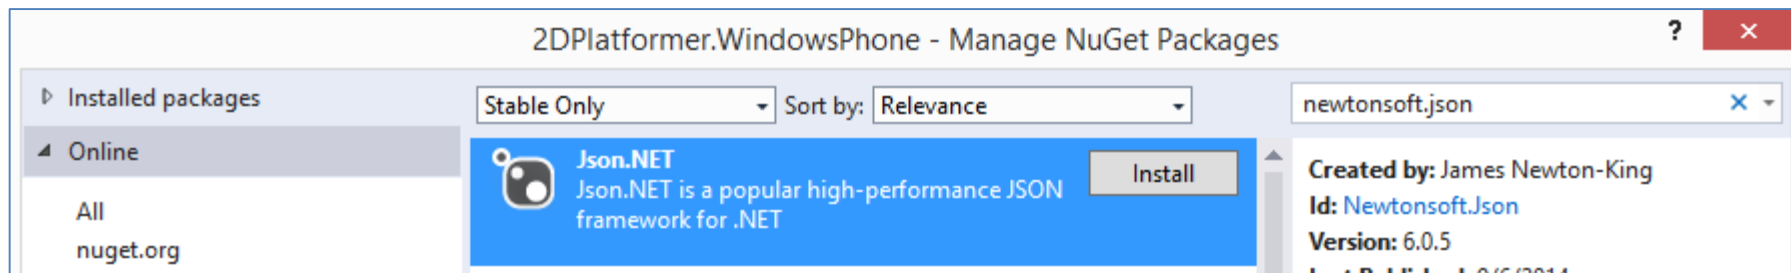 2DPlatformer.WindowsPhone - Manage NuGet Packages
?
Installed packages
Stable Only
Sort by: Relevance
newtonsoft.json
Online
Json.NET
Json.NET is a popular high-performance JSON
framework for .NET
Install
Created by: James Newton-King
Id: Newtonsoft.Json
Version: 6.0.5
All
nuget.org